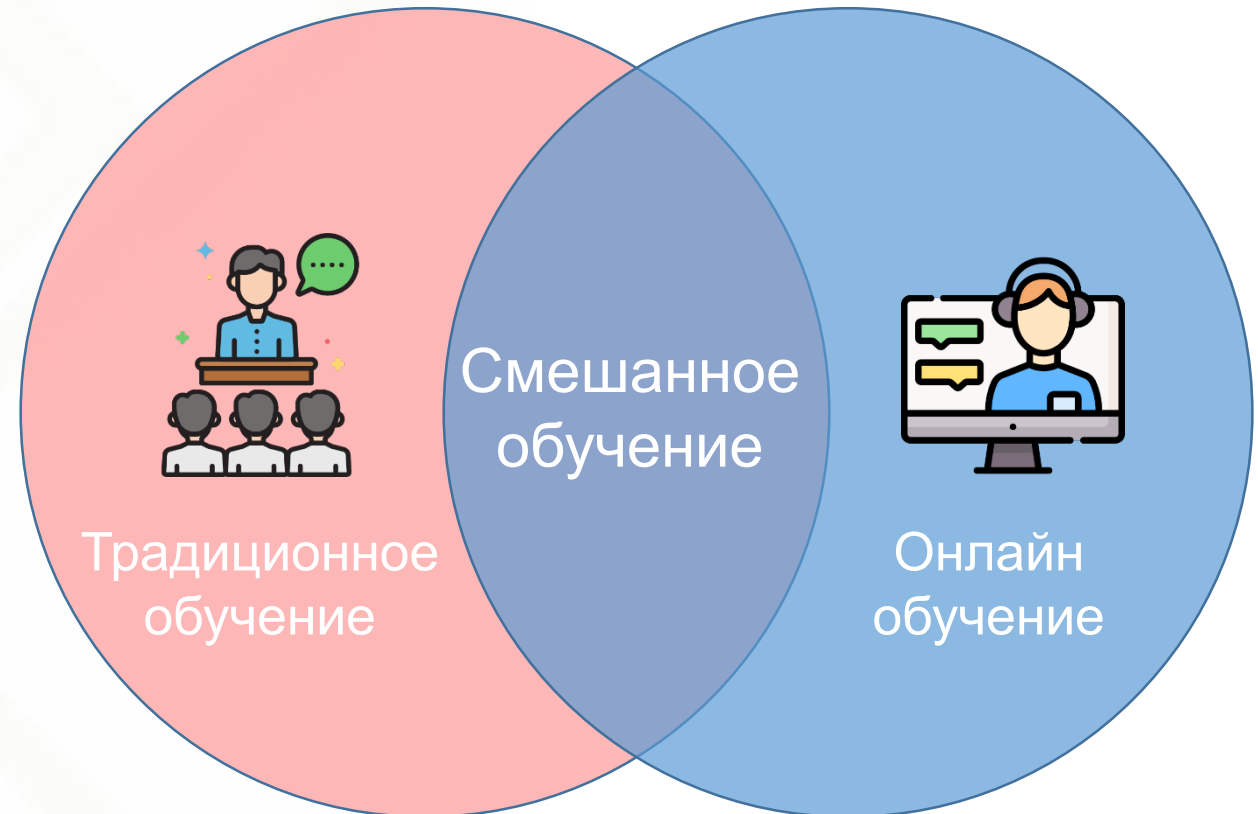 Традиционное
обучение
Смешанное
обучение
Онлайн
обучение